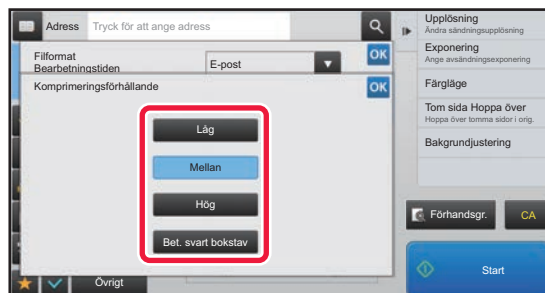 Adress
Tryck för att ange adress
Filformat
Bearbetningstiden
E-post
OK
Komprimeringsförhållande
OK
Låg
Mellan
Hög
Bet. svart bokstav
Övrigt
Upplösning
Ändra sändningsupplösning
Exponering
Ange avsändningsexponering
Färgläge
Tom sida Hoppa över
Hoppa över tomma sidor i orig.
Bakgrundjustering
Förhandsgr.
CA
Start